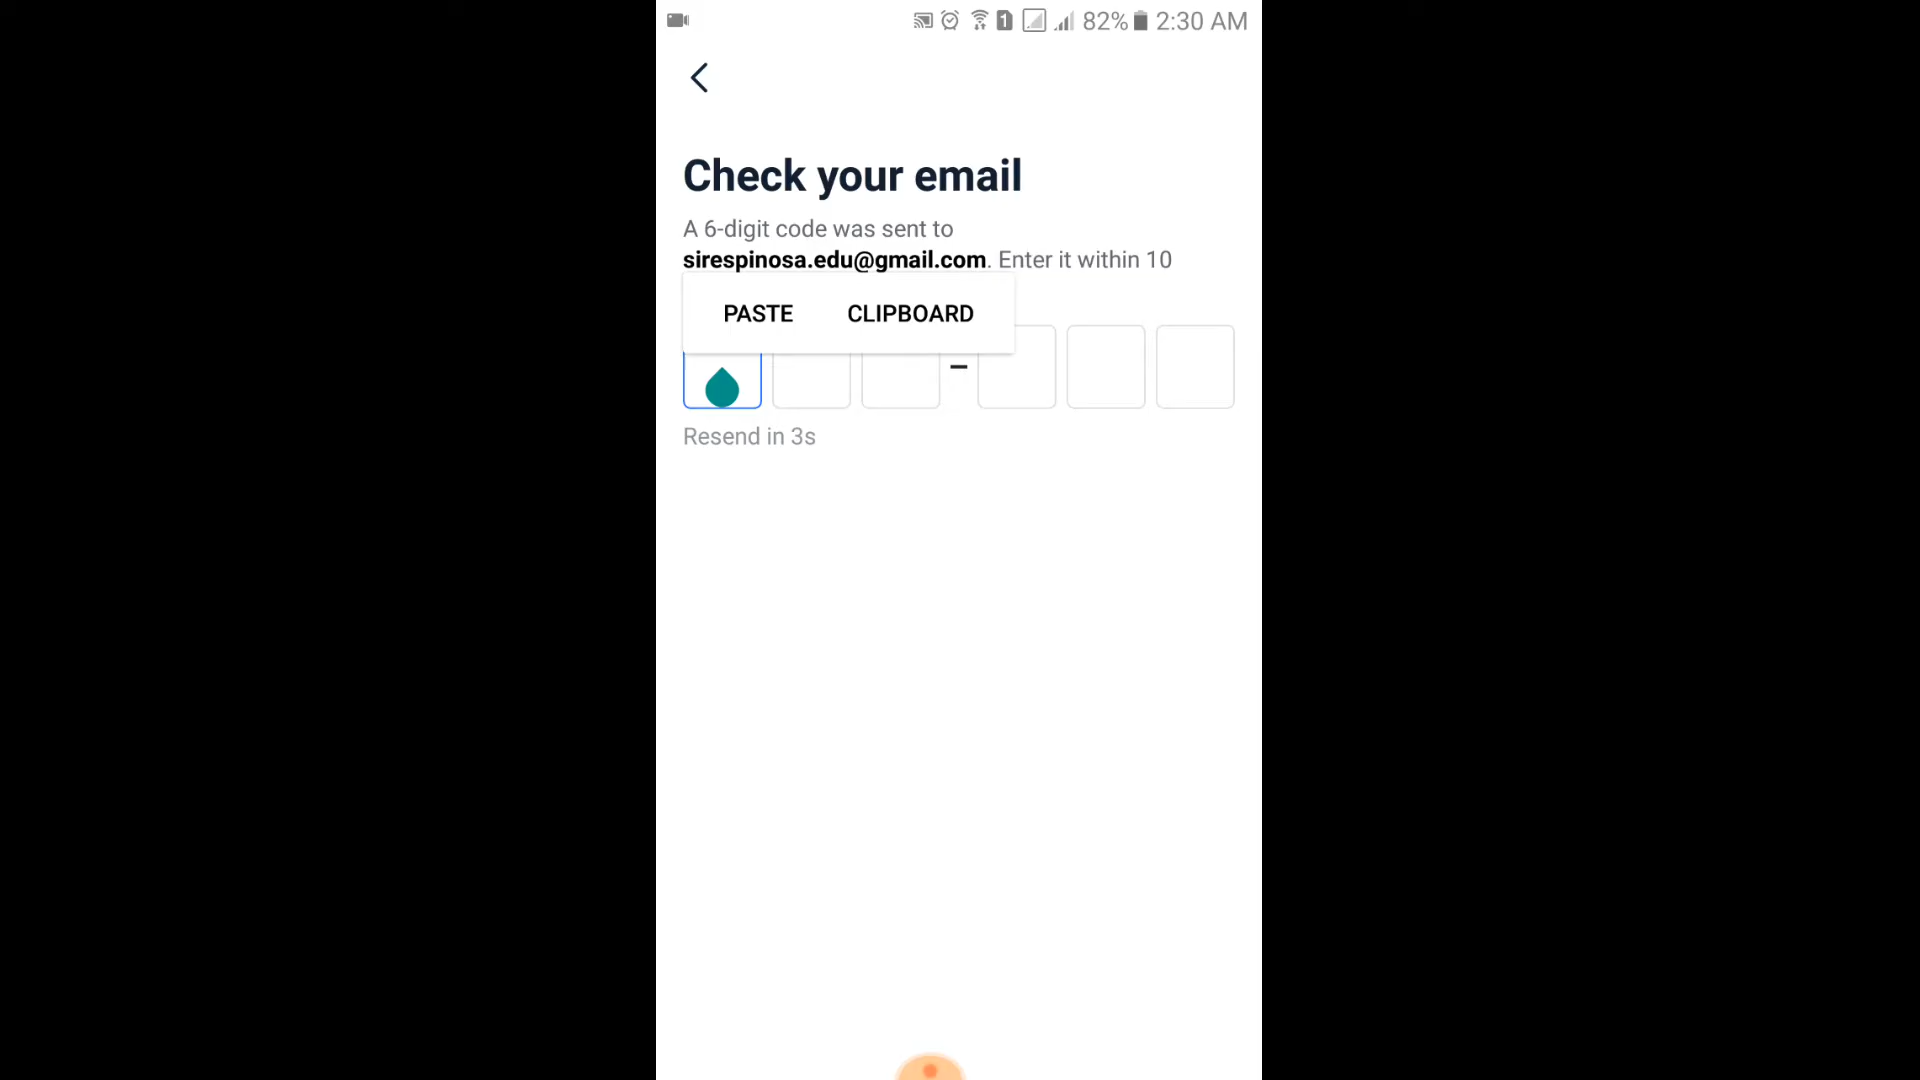 1 82% 2:30 AM
Check your email
A 6-digit code was sent to
sirespinosa.edu@gmail.com. Enter it within 10
PASTE CLIPBOARD
–
Resend in 3s